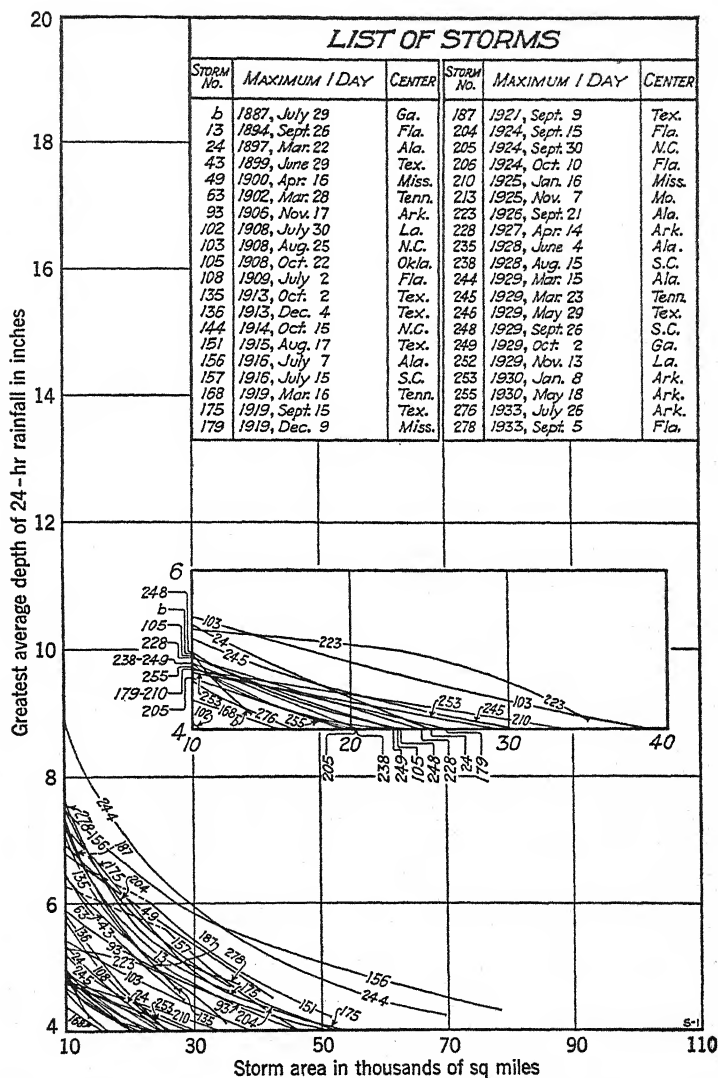 20
18
16
14
12
10
8
6
4
Greatest average depth of 24-hr rainfall in inches
LIST OF STORMS
STORM No. MAXIMUM 1 DAY CENTER STORM No. MAXIMUM 1 DAY CENTER
b 1887, July 29 Ga. 187 1921, Sept. 9 Tex.
13 1894, Sept. 26 Fla. 204 1924, Sept. 15 Fla.
24 1897, Mar. 22 Ala. 205 1924, Sept. 30 N.C.
43 1899, June 29 Tex. 206 1924, Oct. 10 Fla.
49 1900, Apr. 16 Miss. 210 1925, Jan. 16 Miss.
63 1902, Mar. 28 Tenn. 213 1925, Nov. 7 Mo.
93 1906, Nov. 17 Ark. 223 1926, Sept. 21 Ala.
102 1908, July 30 La. 228 1927, Apr. 14 Ark.
103 1908, Aug. 25 N.C. 235 1928, June 4 Ala.
105 1908, Oct. 22 Okla. 238 1928, Aug. 15 S.C.
108 1909, July 2 Fla. 244 1929, Mar. 15 Ala.
135 1913, Oct. 2 Tex. 245 1929, Mar. 23 Tenn.
136 1913, Dec. 4 Tex. 246 1929, May 29 Tex.
144 1914, Oct. 15 N.C. 248 1929, Sept. 26 S.C.
151 1915, Aug. 17 Tex. 249 1929, Oct. 2 Ga.
156 1916, July 7 Ala. 252 1929, Nov. 13 La.
157 1916, July 15 S.C. 253 1930, Jan. 8 Ark.
168 1919, Mar. 16 Tenn. 255 1930, May 18 Ark.
175 1919, Sept. 15 Tex. 276 1933, July 26 Ark.
179 1919, Dec. 9 Miss. 278 1933, Sept. 5 Fla.
6
248
b
105
228
238-249
255
179-210
205
4
103
24
245
223
253
245
210
103
223
102
253
168
b
276
255
10 20 30 40
205 238 249 105 248 228 24 179
244
187
278-156
175
204
135
49
63
43
93
13
157
187
278
136
223
108
103
24
245
24
253
210
135
93
204
175
151
175
156
244
168
S-1
10 30 50 70 90 110
Storm area in thousands of sq miles